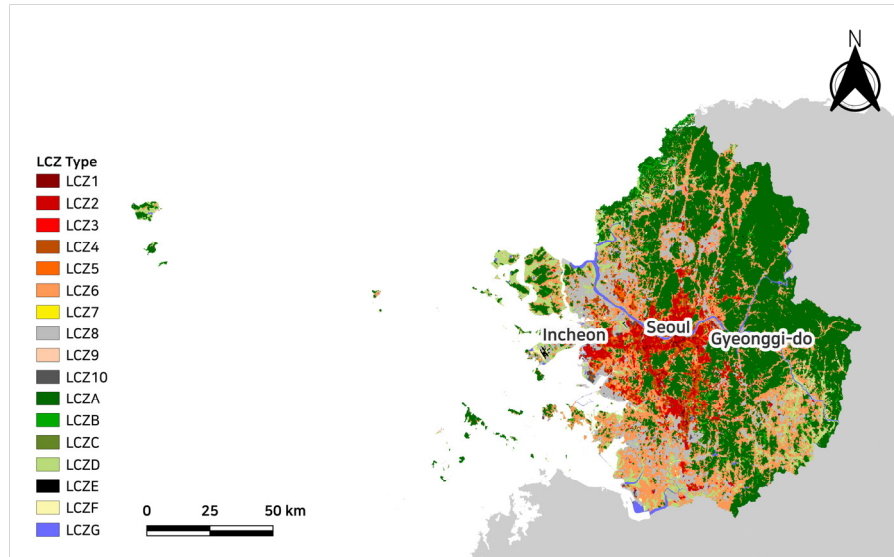 N
LCZ Type
LCZ1
LCZ2
LCZ3
LCZ4
LCZ5
LCZ6
LCZ7
LCZ8
LCZ9
LCZ10
LCZA
LCZB
LCZC
LCZD
LCZE
LCZF
LCZG
Incheon
Seoul
Gyeonggi-do
0 25 50 km